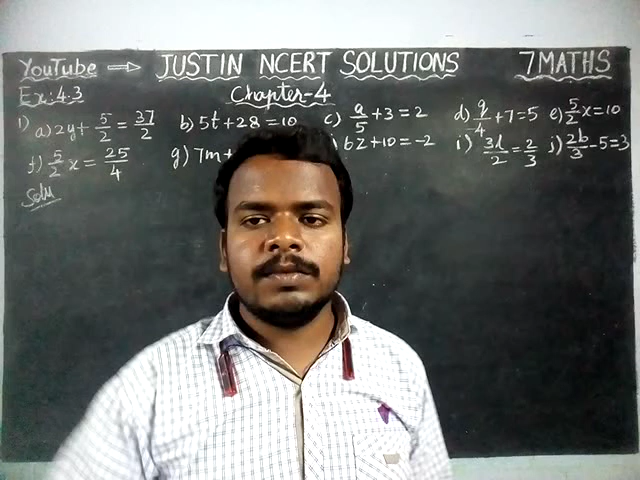 YouTube → JUSTIN NCERT SOLUTIONS 7MATHS
Ex:4.3 Chapter-4
1) a) 2y + 5/2 = 37/2 b) 5t + 28 = 10 c) a/5 + 3 = 2 d) q/4 + 7 = 5 e) 5/2 x = 10
f) 5/2 x = 25/4 g) 7m + 6z + 10 = -2 i) 3l/2 = 2/3 j) 2b/3 - 5 = 3
Soln